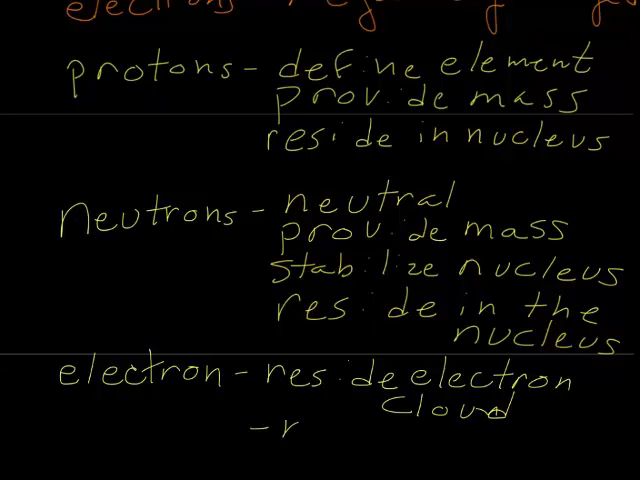 electrons
protons - define element
provide mass
reside in nucleus
Neutrons - neutral
provide mass
stabilize nucleus
reside in the
nucleus
electron - reside electron
cloud
- r